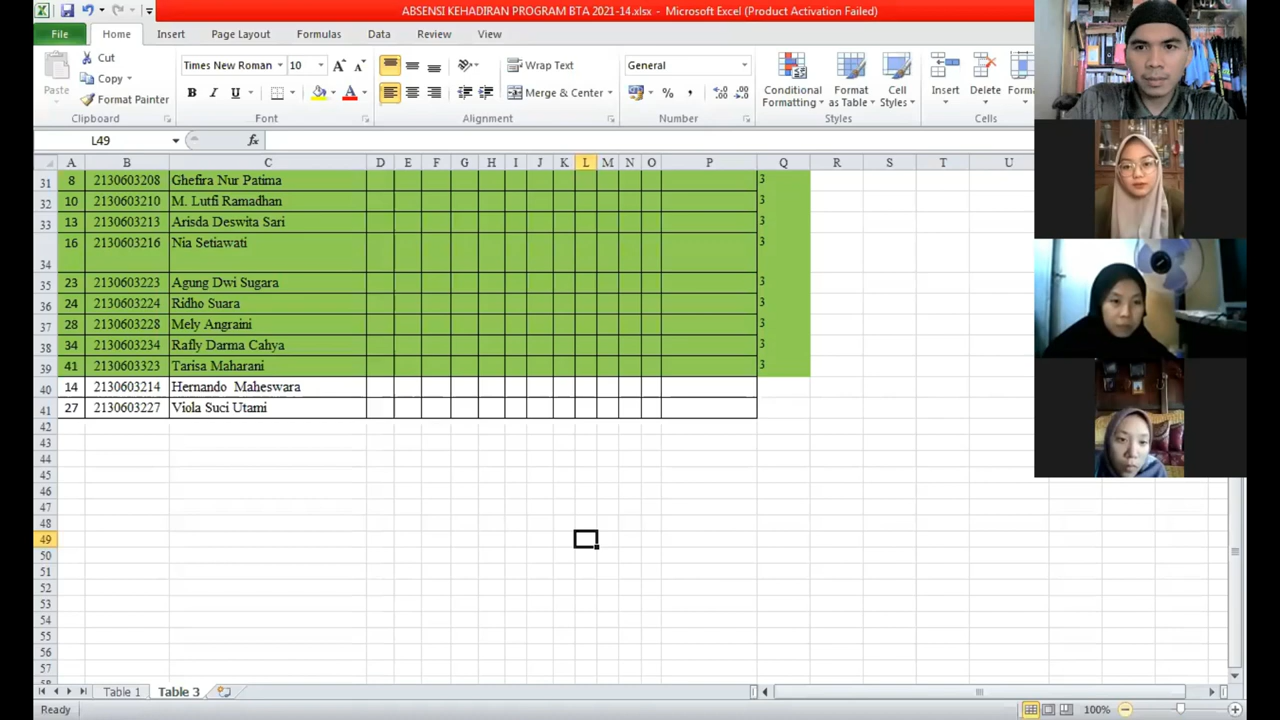 ABSENSI KEHADIRAN PROGRAM BTA 2021-14.xlsx - Microsoft Excel (Product Activation Failed)
File Home Insert Page Layout Formulas Data Review View
Paste Cut Copy Format Painter
Times New Roman 10
B I U A
Wrap Text
Merge & Center
General
% ,
Conditional Formatting
Format as Table
Cell Styles
Insert Delete
Clipboard Font Alignment Number Styles Cells
L49 fx
A B C D E F G H I J K L M N O P Q R S T U
31 8 2130603208 Ghefira Nur Patima 3
32 10 2130603210 M. Lutfi Ramadhan 3
33 13 2130603213 Arisda Deswita Sari 3
34 16 2130603216 Nia Setiawati 3
35 23 2130603223 Agung Dwi Sugara 3
36 24 2130603224 Ridho Suara 3
37 28 2130603228 Mely Angraini 3
38 34 2130603234 Rafly Darma Cahya 3
39 41 2130603323 Tarisa Maharani 3
40 14 2130603214 Hernando Maheswara
41 27 2130603227 Viola Suci Utami
42
43
44
45
46
47
48
49
50
51
52
53
54
55
56
57
Table 1 Table 3
Ready 100%